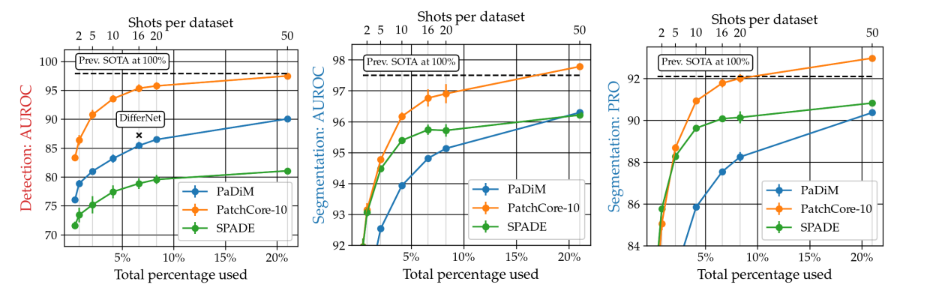 Shots per dataset
2 5 10 16 20 50
Detection: AUROC
100
95
90
85
80
75
70
Prev. SOTA at 100%
DifferNet
PaDiM
PatchCore-10
SPADE
5% 10% 15% 20%
Total percentage used
Shots per dataset
2 5 10 16 20 50
Segmentation: AUROC
98
97
96
95
94
93
92
Prev. SOTA at 100%
PaDiM
PatchCore-10
SPADE
5% 10% 15% 20%
Total percentage used
Shots per dataset
2 5 10 16 20 50
Segmentation: PRO
92
90
88
86
84
Prev. SOTA at 100%
PaDiM
PatchCore-10
SPADE
5% 10% 15% 20%
Total percentage used